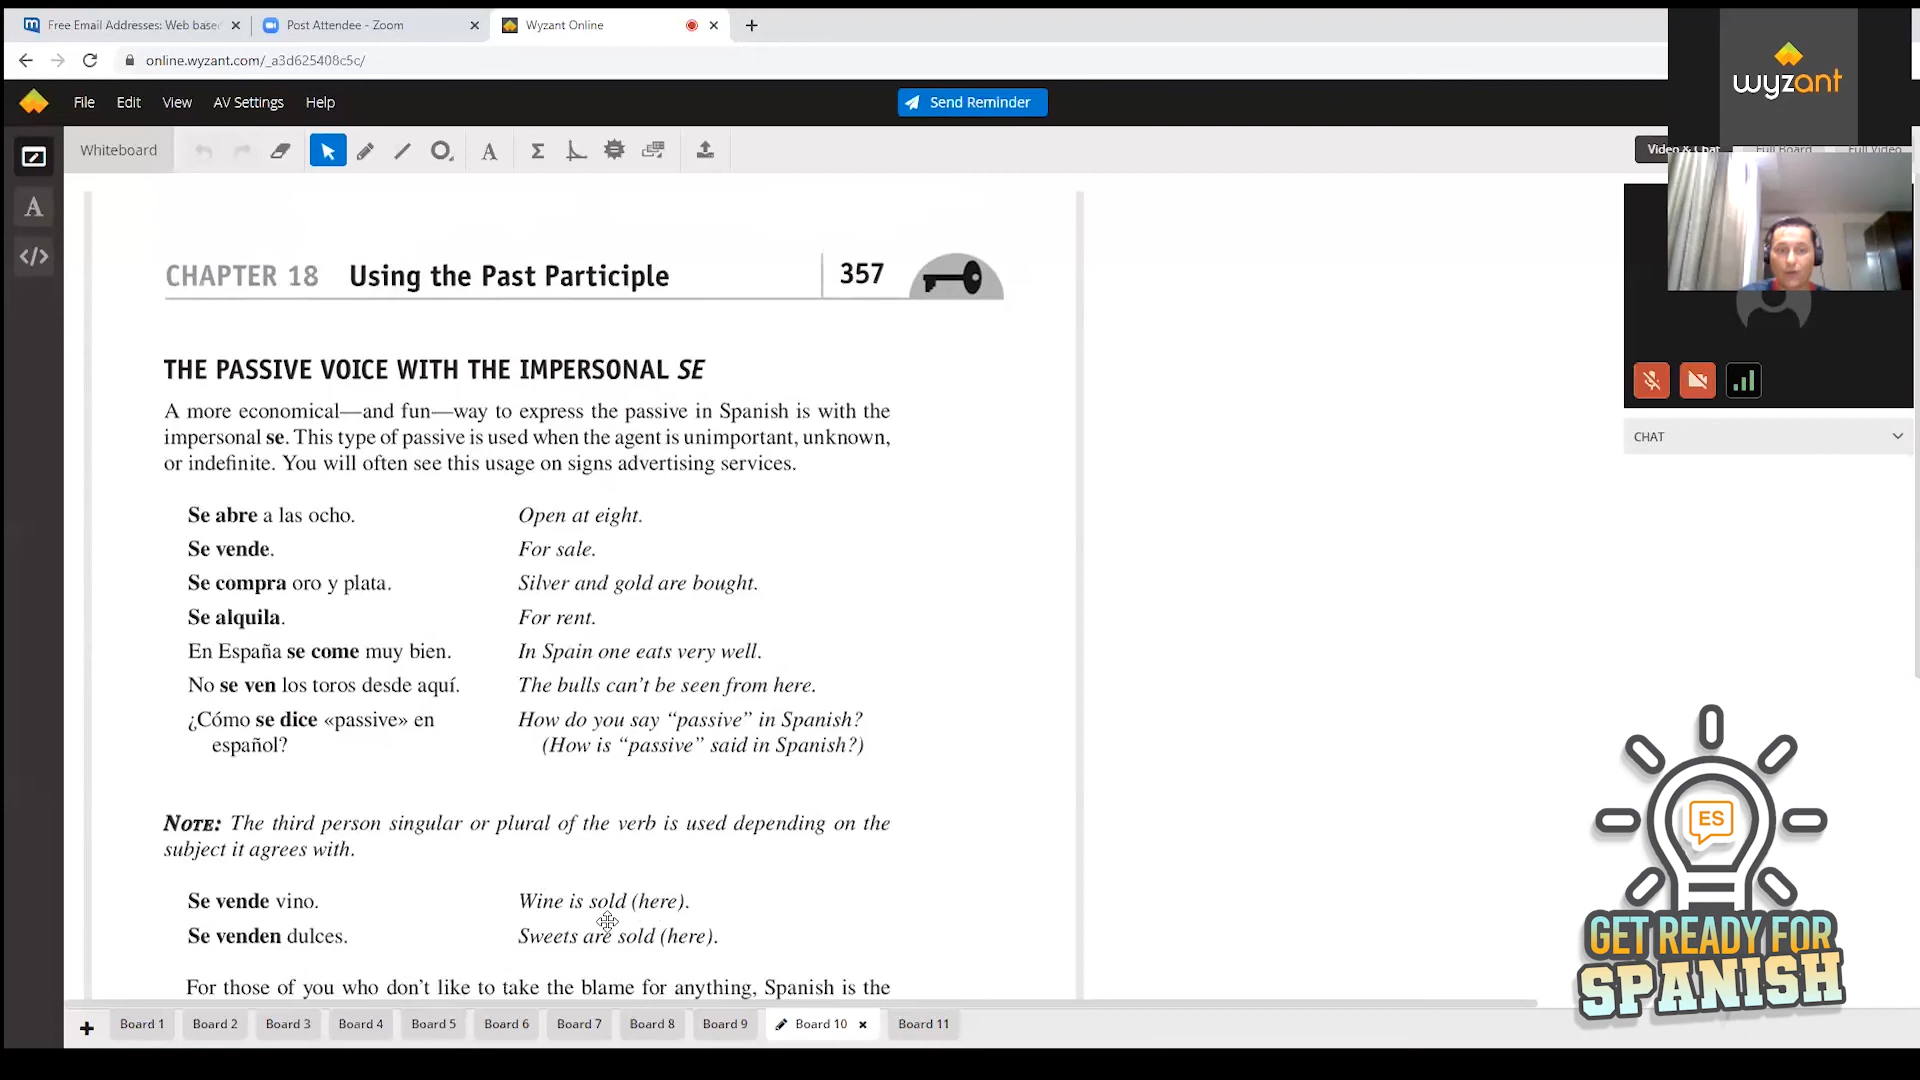 Free Email Addresses: Web based
Post Attendee - Zoom
Wyzant Online
online.wyzant.com/_a3d625408c5c/
wyzant
File Edit View AV Settings Help
Send Reminder
Whiteboard
Video & Chat Full Board Full Video
CHAPTER 18 Using the Past Participle 357
THE PASSIVE VOICE WITH THE IMPERSONAL SE
A more economical—and fun—way to express the passive in Spanish is with the
impersonal se. This type of passive is used when the agent is unimportant, unknown,
or indefinite. You will often see this usage on signs advertising services.
Se abre a las ocho. Open at eight.
Se vende. For sale.
Se compra oro y plata. Silver and gold are bought.
Se alquila. For rent.
En España se come muy bien. In Spain one eats very well.
No se ven los toros desde aquí. The bulls can't be seen from here.
¿Cómo se dice «passive» en How do you say "passive" in Spanish?
español? (How is "passive" said in Spanish?)
NOTE: The third person singular or plural of the verb is used depending on the
subject it agrees with.
Se vende vino. Wine is sold (here).
Se venden dulces. Sweets are sold (here).
For those of you who don't like to take the blame for anything, Spanish is the
CHAT
ES
GET READY FOR
SPANISH
Board 1 Board 2 Board 3 Board 4 Board 5 Board 6 Board 7 Board 8 Board 9 Board 10 Board 11